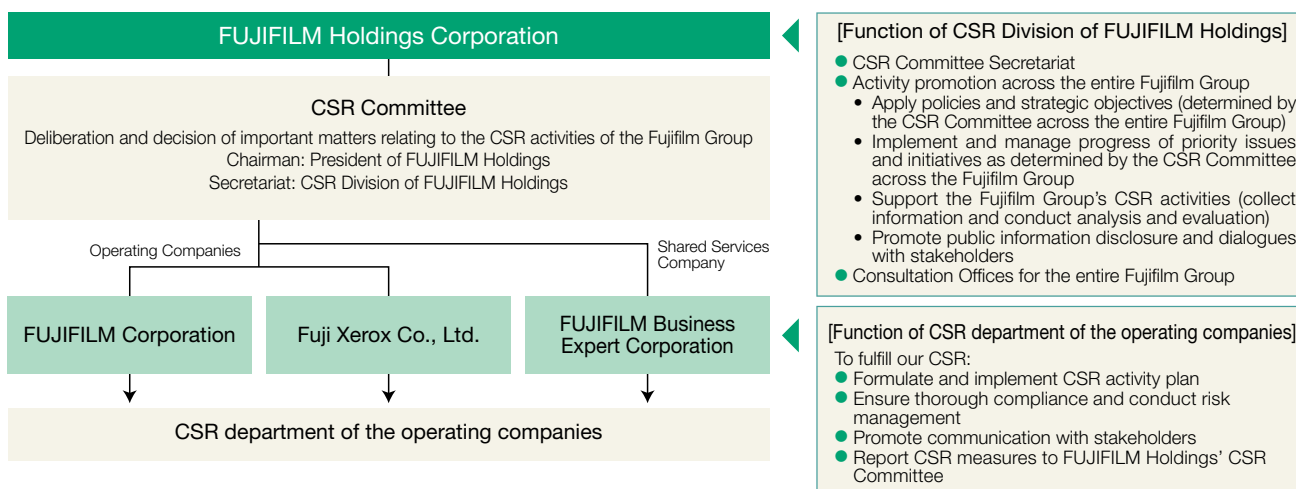 FUJIFILM Holdings Corporation
CSR Committee
Deliberation and decision of important matters relating to the CSR activities of the Fujifilm Group
Chairman: President of FUJIFILM Holdings
Secretariat: CSR Division of FUJIFILM Holdings
Operating Companies
Shared Services
Company
FUJIFILM Corporation
Fuji Xerox Co., Ltd.
FUJIFILM Business
Expert Corporation
CSR department of the operating companies
[Function of CSR Division of FUJIFILM Holdings]
● CSR Committee Secretariat
● Activity promotion across the entire Fujifilm Group
• Apply policies and strategic objectives (determined by
the CSR Committee across the entire Fujifilm Group)
• Implement and manage progress of priority issues
and initiatives as determined by the CSR Committee
across the Fujifilm Group
• Support the Fujifilm Group's CSR activities (collect
information and conduct analysis and evaluation)
• Promote public information disclosure and dialogues
with stakeholders
● Consultation Offices for the entire Fujifilm Group
[Function of CSR department of the operating companies]
To fulfill our CSR:
● Formulate and implement CSR activity plan
● Ensure thorough compliance and conduct risk
management
● Promote communication with stakeholders
● Report CSR measures to FUJIFILM Holdings' CSR
Committee